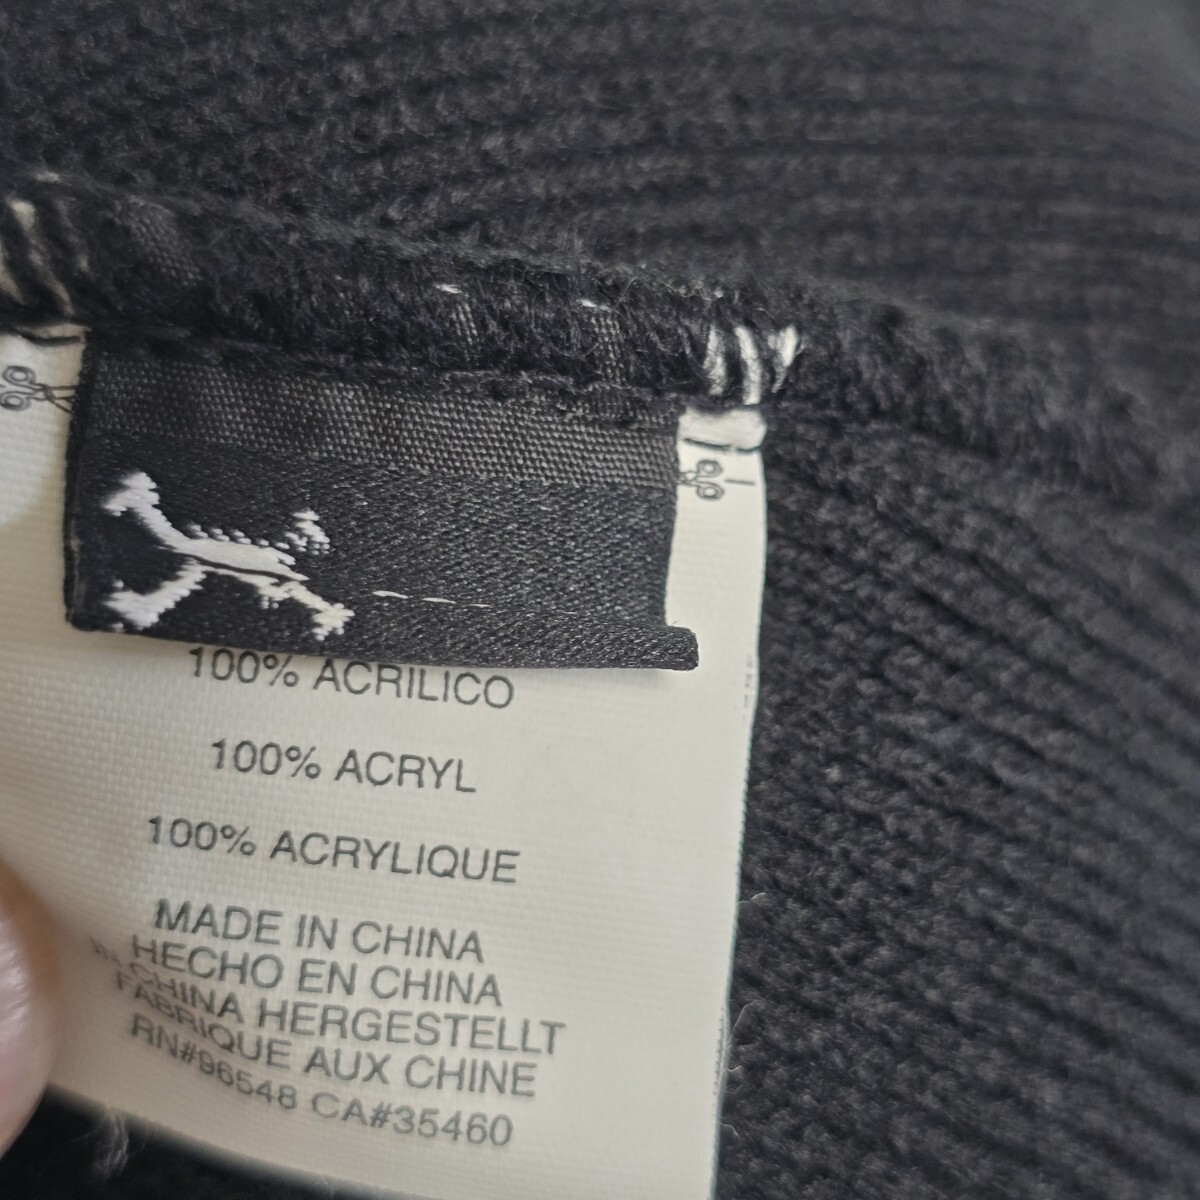 100% ACRILICO
100% ACRYL
100% ACRYLIQUE
MADE IN CHINA
HECHO EN CHINA
IN CHINA HERGESTELLT
FABRIQUE AUX CHINE
RN#96548 CA#35460